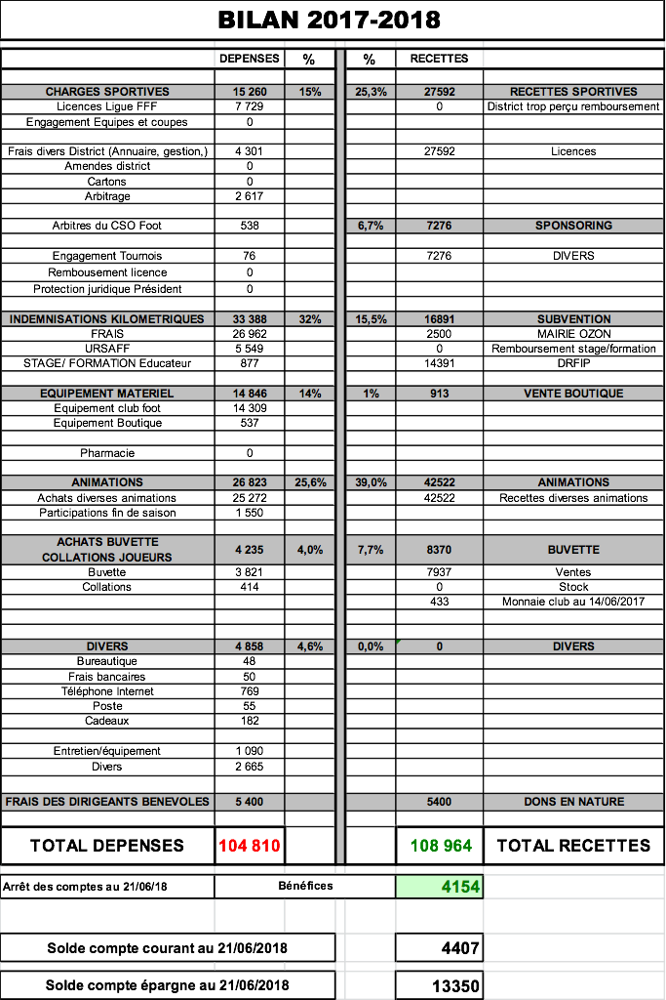 BILAN 2017-2018
DEPENSES % % RECETTES
CHARGES SPORTIVES 15 260 15% 25,3% 27592 RECETTES SPORTIVES
Licences Ligue FFF 7 729 0 District trop perçu remboursement
Engagement Equipes et coupes 0
Frais divers District (Annuaire, gestion,) 4 301 27592 Licences
Amendes district 0
Cartons 0
Arbitrage 2 617
Arbitres du CSO Foot 538 6,7% 7276 SPONSORING
Engagement Tournois 76 7276 DIVERS
Remboursement licence 0
Protection juridique Président 0
INDEMNISATIONS KILOMETRIQUES 33 388 32% 15,5% 16891 SUBVENTION
FRAIS 26 962 2500 MAIRIE OZON
URSAFF 5 549 0 Remboursement stage/formation
STAGE/ FORMATION Educateur 877 14391 DRFIP
EQUIPEMENT MATERIEL 14 846 14% 1% 913 VENTE BOUTIQUE
Equipement club foot 14 309
Equipement Boutique 537
Pharmacie 0
ANIMATIONS 26 823 25,6% 39,0% 42522 ANIMATIONS
Achats diverses animations 25 272 42522 Recettes diverses animations
Participations fin de saison 1 550
ACHATS BUVETTE
COLLATIONS JOUEURS 4 235 4,0% 7,7% 8370 BUVETTE
Buvette 3 821 7937 Ventes
Collations 414 0 Stock
433 Monnaie club au 14/06/2017
DIVERS 4 858 4,6% 0,0% 0 DIVERS
Bureautique 48
Frais bancaires 50
Téléphone Internet 769
Poste 55
Cadeaux 182
Entretien/équipement 1 090
Divers 2 665
FRAIS DES DIRIGEANTS BENEVOLES 5 400 5400 DONS EN NATURE
TOTAL DEPENSES 104 810 108 964 TOTAL RECETTES
Arrêt des comptes au 21/06/18 Bénéfices 4154
Solde compte courant au 21/06/2018 4407
Solde compte épargne au 21/06/2018 13350